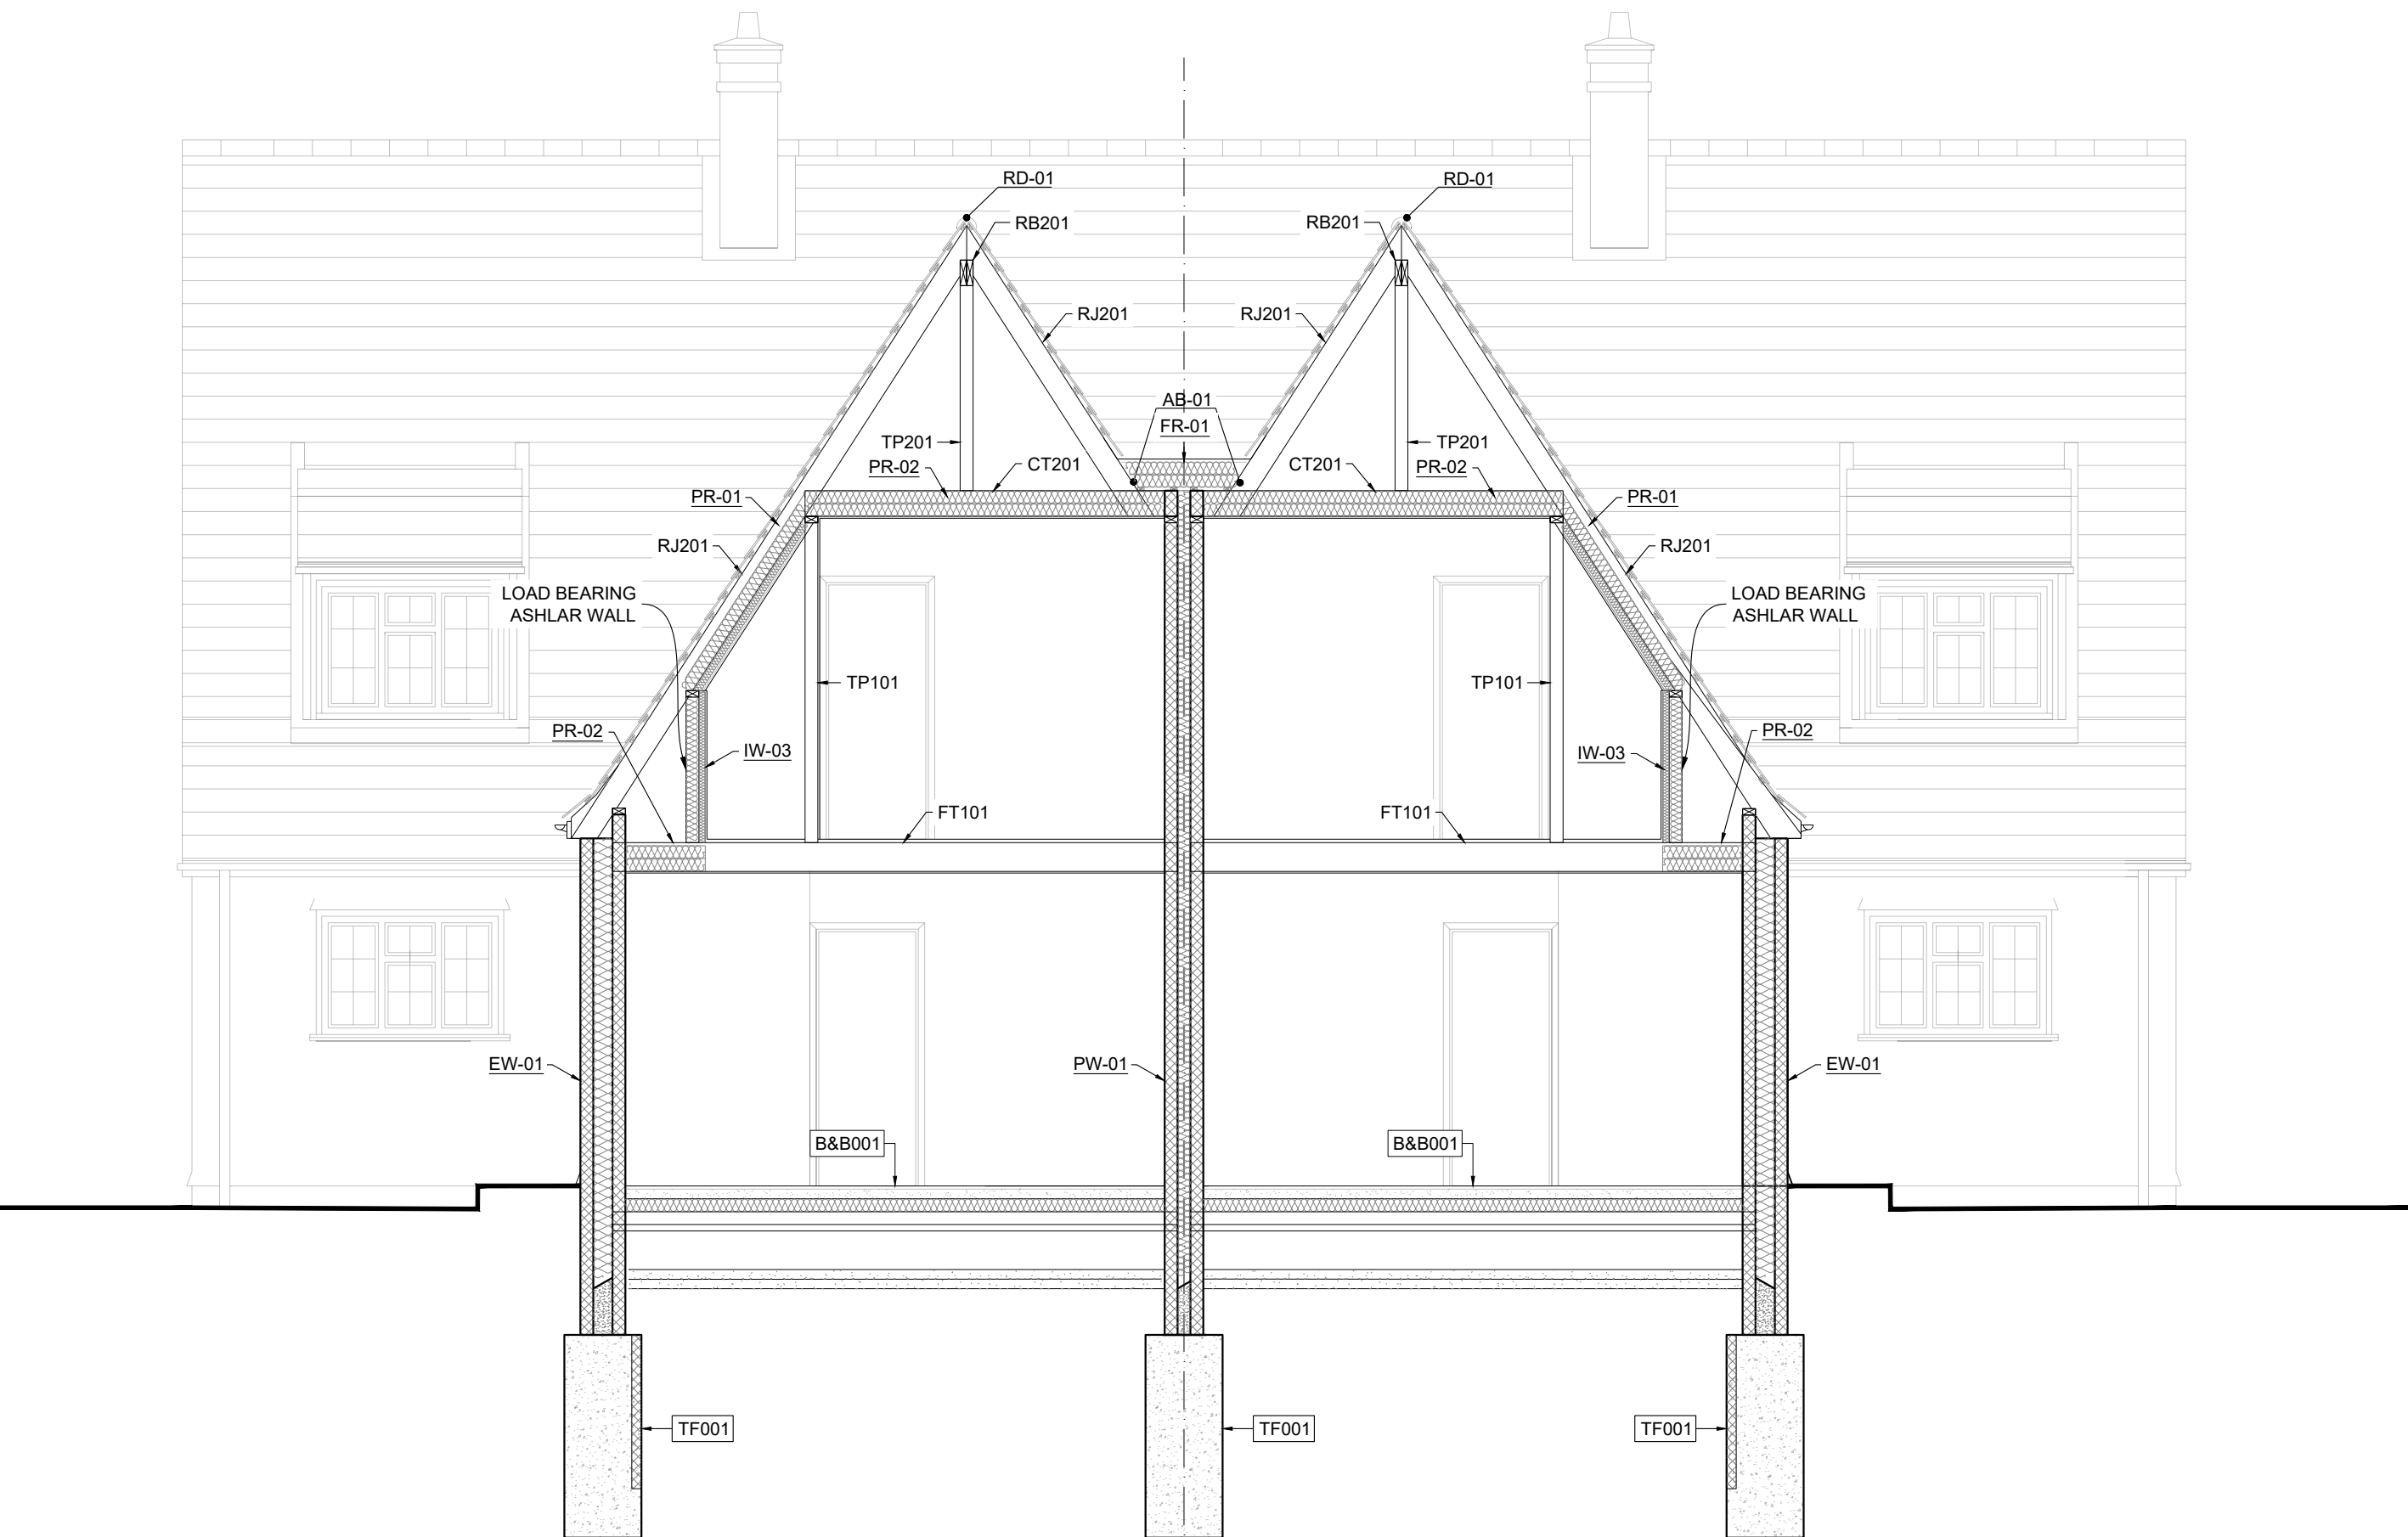 RD-01
RD-01
RB201
RB201
RJ201
RJ201
AB-01
FR-01
TP201
TP201
PR-02
CT201
CT201
PR-02
PR-01
PR-01
RJ201
RJ201
LOAD BEARING
ASHLAR WALL
LOAD BEARING
ASHLAR WALL
TP101
TP101
PR-02
PR-02
IW-03
IW-03
FT101
FT101
EW-01
PW-01
EW-01
B&B001
B&B001
TF001
TF001
TF001